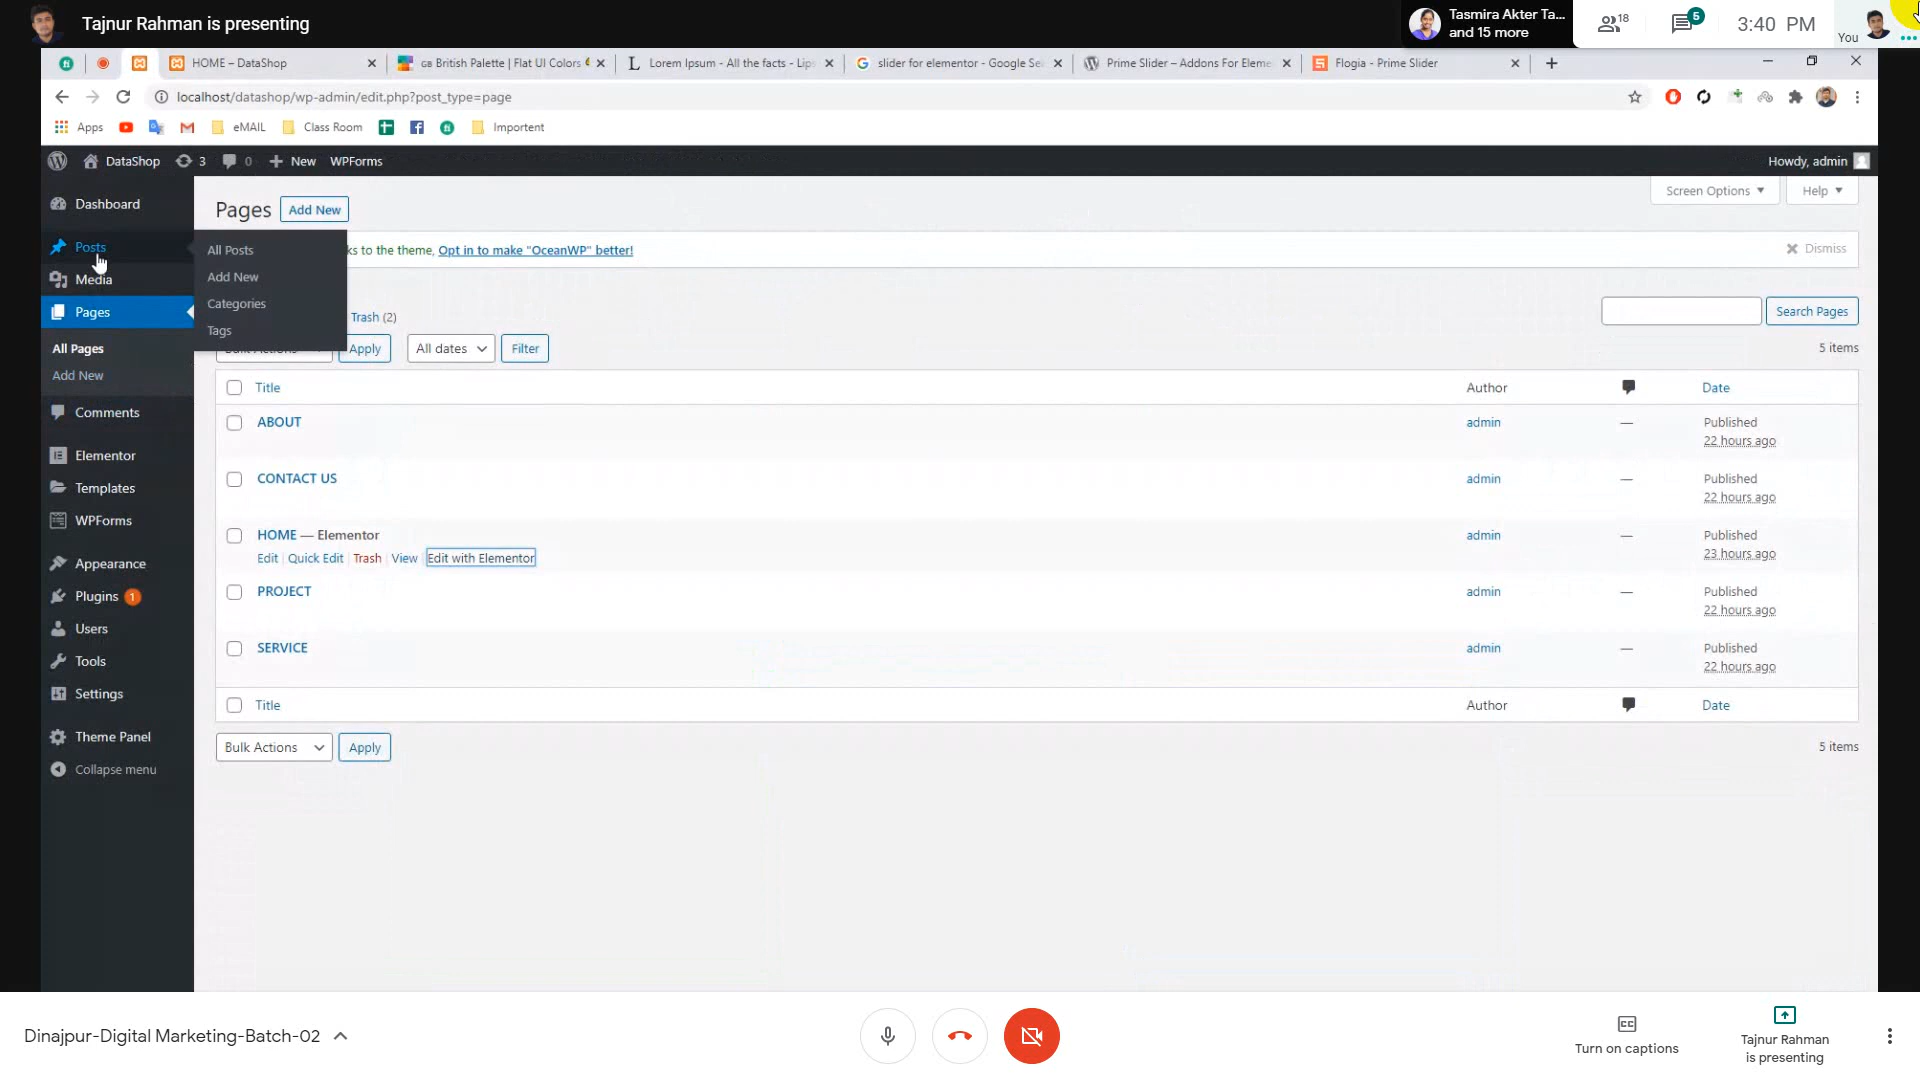 Tajnur Rahman is presenting
Tasmira Akter Ta...
and 15 more
18
5
3:40 PM
You
HOME – DataShop
GB British Palette | Flat UI Colors
Lorem Ipsum - All the facts - Lips
slider for elementor - Google Se
Prime Slider – Addons For Eleme
Flogia - Prime Slider
localhost/datashop/wp-admin/edit.php?post_type=page
Apps
eMAIL
Class Room
Importent
DataShop
3
0
New
WPForms
Howdy, admin
Dashboard
Posts
Media
Pages
All Pages
Add New
Comments
Elementor
Templates
WPForms
Appearance
Plugins 1
Users
Tools
Settings
Theme Panel
Collapse menu
All Posts
Add New
Categories
Tags
Pages
Add New
Screen Options
Help
ks to the theme, Opt in to make "OceanWP" better!
Dismiss
Trash (2)
Search Pages
Bulk Actions
Apply
All dates
Filter
5 items
Title
Author
Date
ABOUT
admin
—
Published
22 hours ago
CONTACT US
admin
—
Published
22 hours ago
HOME — Elementor
Edit | Quick Edit | Trash | View | Edit with Elementor
admin
—
Published
23 hours ago
PROJECT
admin
—
Published
22 hours ago
SERVICE
admin
—
Published
22 hours ago
Title
Author
Date
Bulk Actions
Apply
5 items
Dinajpur-Digital Marketing-Batch-02
Turn on captions
Tajnur Rahman
is presenting